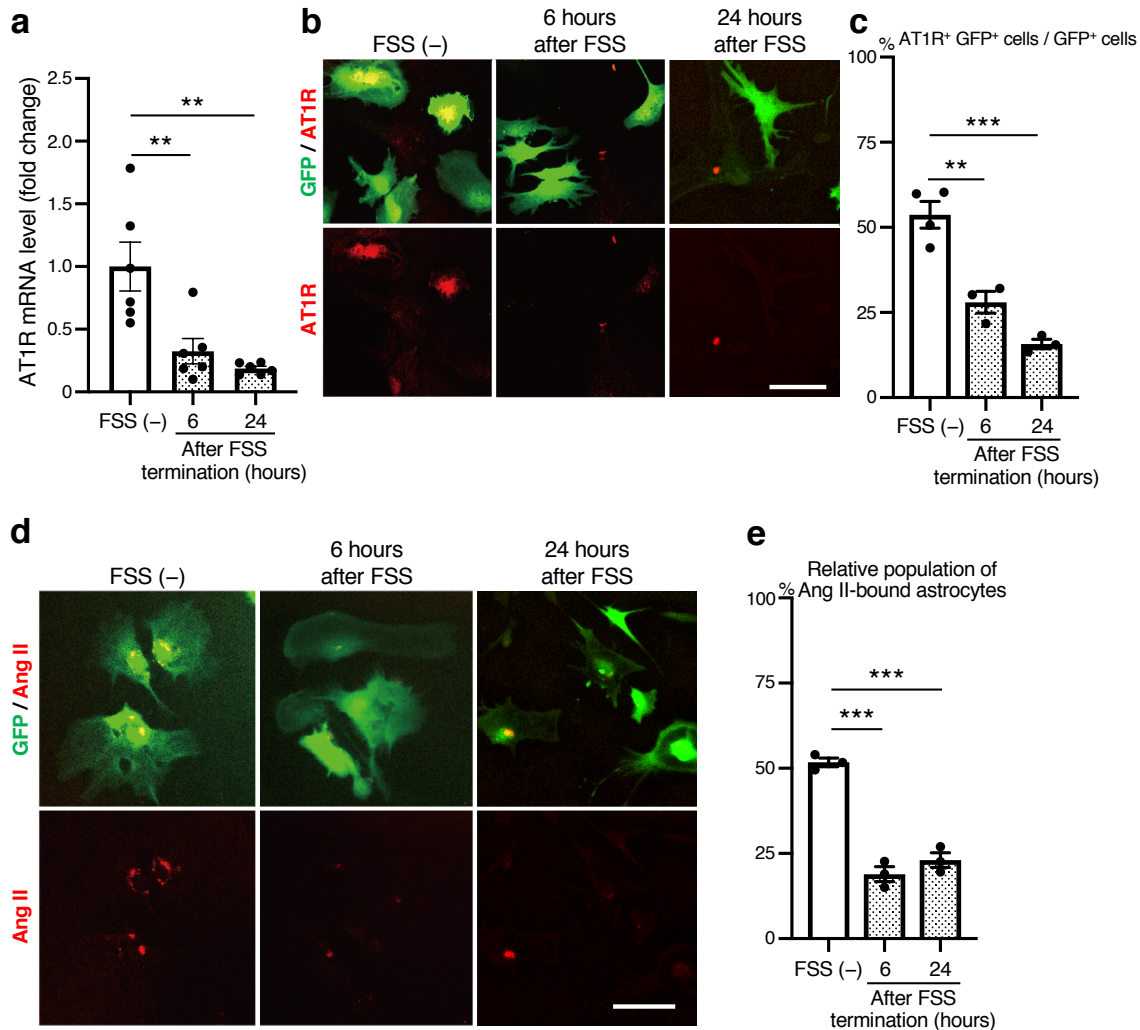 a
AT1R mRNA level (fold change)
2.5
2.0
1.5
1.0
0.5
0
**
**
FSS (–)
6
24
After FSS
termination (hours)
b
FSS (–)
6 hours
after FSS
24 hours
after FSS
GFP / AT1R
AT1R
c
% AT1R⁺ GFP⁺ cells / GFP⁺ cells
100
75
50
25
0
***
**
FSS (–)
6
24
After FSS
termination (hours)
d
FSS (–)
6 hours
after FSS
24 hours
after FSS
GFP / Ang II
Ang II
e
Relative population of
% Ang II-bound astrocytes
100
75
50
25
0
***
***
FSS (–)
6
24
After FSS
termination (hours)